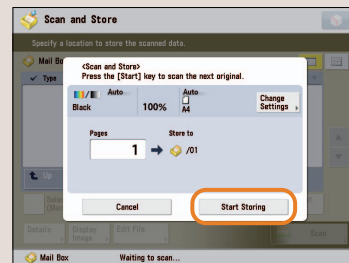 Scan and Store
Specify a location to store the scanned data.
Mail Bo
<Scan and Store>
Press the [Start] key to scan the next original.
Type
Auto
Auto
Black
100%
A4
Change
Settings
Pages
Store to
1
/01
Up
Cancel
Start Storing
Details
Display
Image
Edit File
Scan
Mail Box
Waiting to scan...